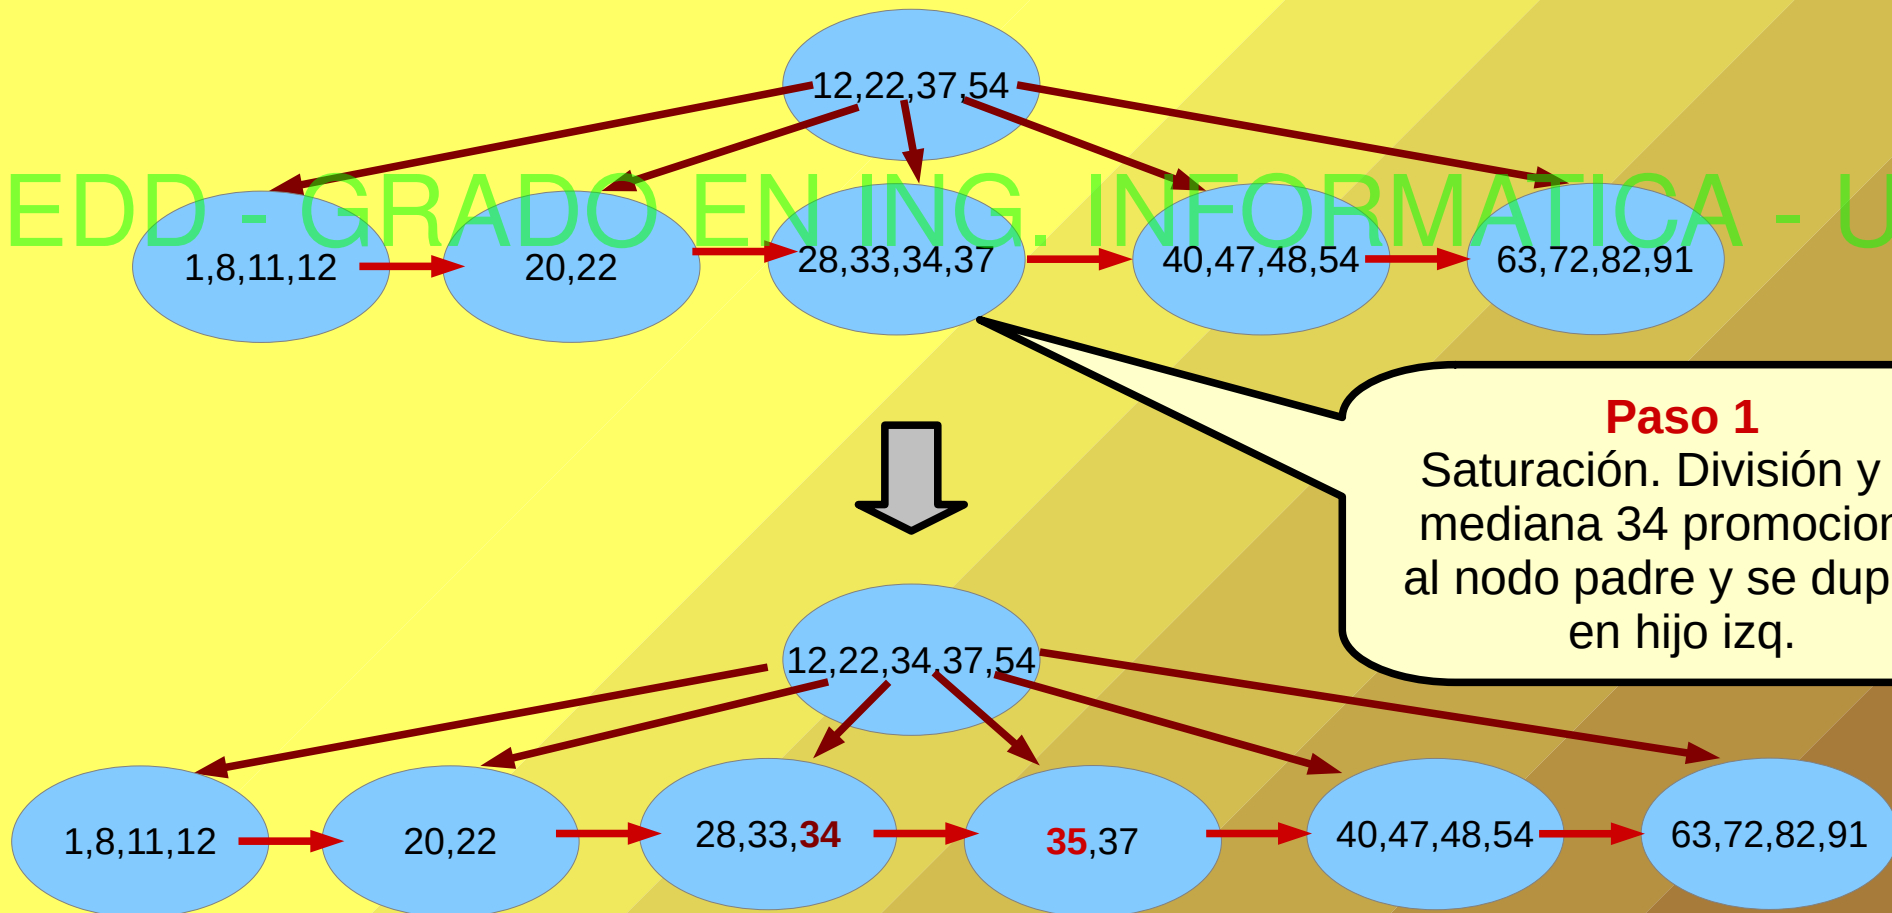 12,22,37,54
EDD - GRADO EN ING. INFORMATICA - U
1,8,11,12
20,22
28,33,34,37
40,47,48,54
63,72,82,91
Paso 1
Saturación. División y
mediana 34 promocion
al nodo padre y se dup
en hijo izq.
12,22,34,37,54
1,8,11,12
20,22
28,33,34
35,37
40,47,48,54
63,72,82,91